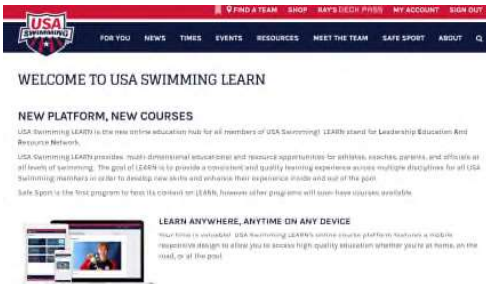 FIND A TEAM SHOP RAY'S DECK PASS MY ACCOUNT SIGN OUT
USA
SWIMMING
FOR YOU NEWS TIMES EVENTS RESOURCES MEET THE TEAM SAFE SPORT ABOUT
WELCOME TO USA SWIMMING LEARN
NEW PLATFORM, NEW COURSES
USA Swimming LEARN is the new online education hub for all members of USA Swimming! LEARN stand for Leadership Education And
Resource Network.
USA Swimming LEARN provides multi-dimensional educational and resource opportunities for athletes, coaches, parents, and officials at
all levels of swimming. The goal of LEARN is to provide a consistent and quality learning experience across multiple disciplines for all USA
Swimming members in order to develop new skills and enhance their experience inside and out of the pool.
Safe Sport is the first program to host its content on LEARN, however other programs will soon have courses available.
LEARN ANYWHERE, ANYTIME ON ANY DEVICE
Your time is valuable! USA Swimming LEARN's online course platform features a mobile
responsive design to allow you to access high quality education whether you're at home, on the
road, or at the pool.